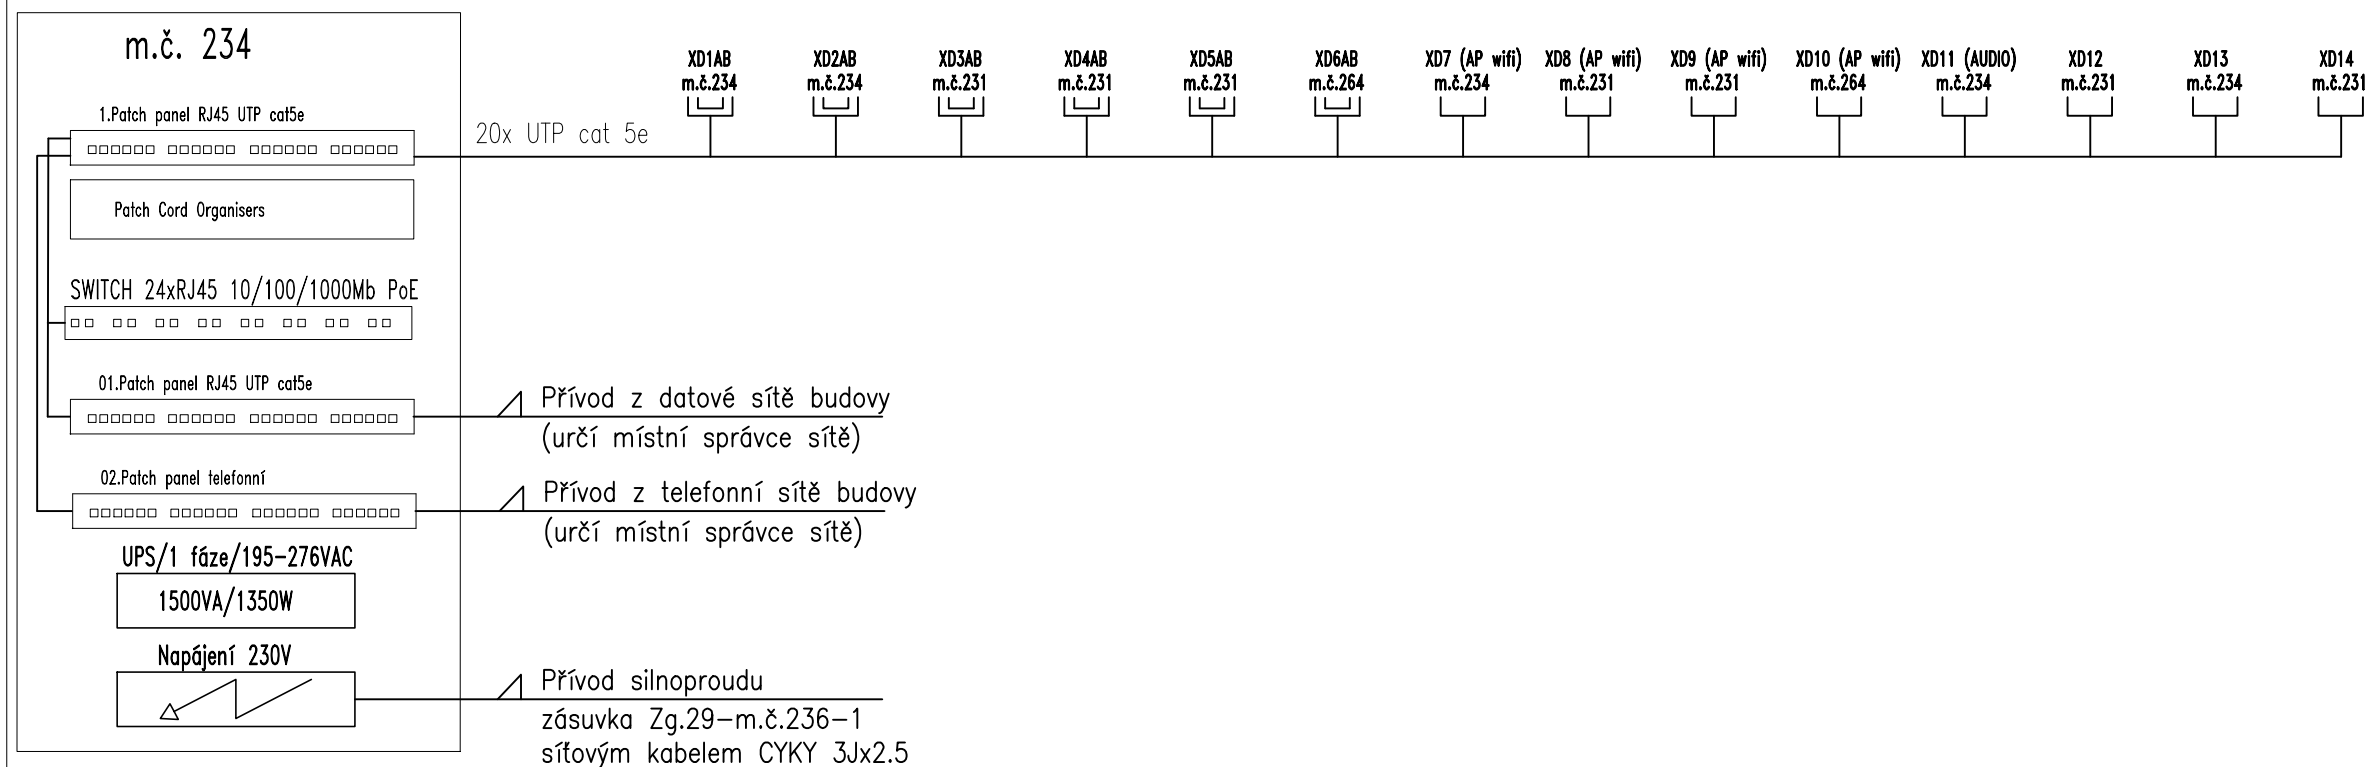 m.č. 234
1.Patch panel RJ45 UTP cat5e
Patch Cord Organisers
SWITCH 24xRJ45 10/100/1000Mb PoE
01.Patch panel RJ45 UTP cat5e
02.Patch panel telefonní
UPS/1 fáze/195-276VAC
1500VA/1350W
Napájení 230V
20x UTP cat 5e
XD1AB
m.č.234
XD2AB
m.č.234
XD3AB
m.č.231
XD4AB
m.č.231
XD5AB
m.č.231
XD6AB
m.č.264
XD7 (AP wifi)
m.č.234
XD8 (AP wifi)
m.č.231
XD9 (AP wifi)
m.č.231
XD10 (AP wifi)
m.č.264
XD11 (AUDIO)
m.č.234
XD12
m.č.231
XD13
m.č.234
XD14
m.č.231
Přívod z datové sítě budovy
(určí místní správce sítě)
Přívod z telefonní sítě budovy
(určí místní správce sítě)
Přívod silnoproudu
zásuvka Zg.29-m.č.236-1
síťovým kabelem CYKY 3Jx2.5